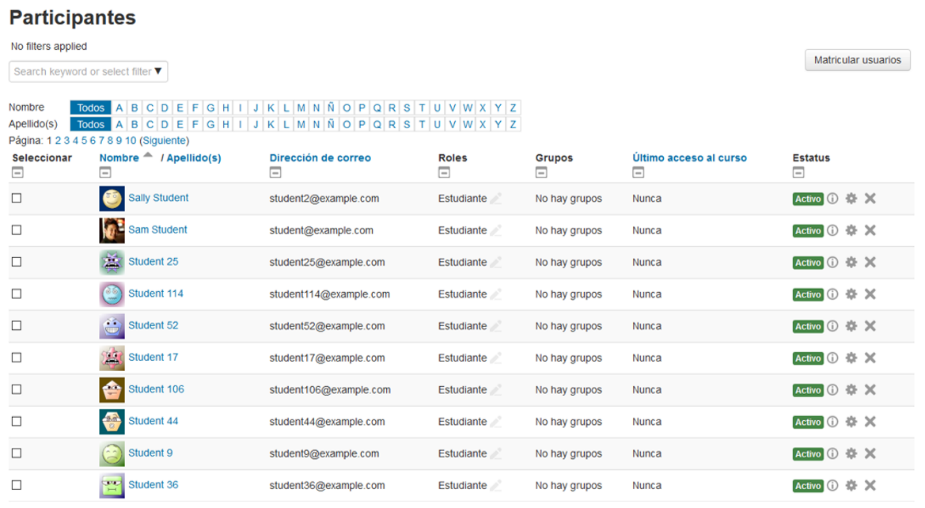 Participantes
No filters applied
Search keyword or select filter ▼
Matricular usuarios
Nombre Todos A B C D E F G H I J K L M N Ñ O P Q R S T U V W X Y Z
Apellido(s) Todos A B C D E F G H I J K L M N Ñ O P Q R S T U V W X Y Z
Página: 1 2 3 4 5 6 7 8 9 10 (Siguiente)
Seleccionar Nombre / Apellido(s) Dirección de correo Roles Grupos Último acceso al curso Estatus
Sally Student student2@example.com Estudiante No hay grupos Nunca Activo
Sam Student student@example.com Estudiante No hay grupos Nunca Activo
Student 25 student25@example.com Estudiante No hay grupos Nunca Activo
Student 114 student114@example.com Estudiante No hay grupos Nunca Activo
Student 52 student52@example.com Estudiante No hay grupos Nunca Activo
Student 17 student17@example.com Estudiante No hay grupos Nunca Activo
Student 106 student106@example.com Estudiante No hay grupos Nunca Activo
Student 44 student44@example.com Estudiante No hay grupos Nunca Activo
Student 9 student9@example.com Estudiante No hay grupos Nunca Activo
Student 36 student36@example.com Estudiante No hay grupos Nunca Activo